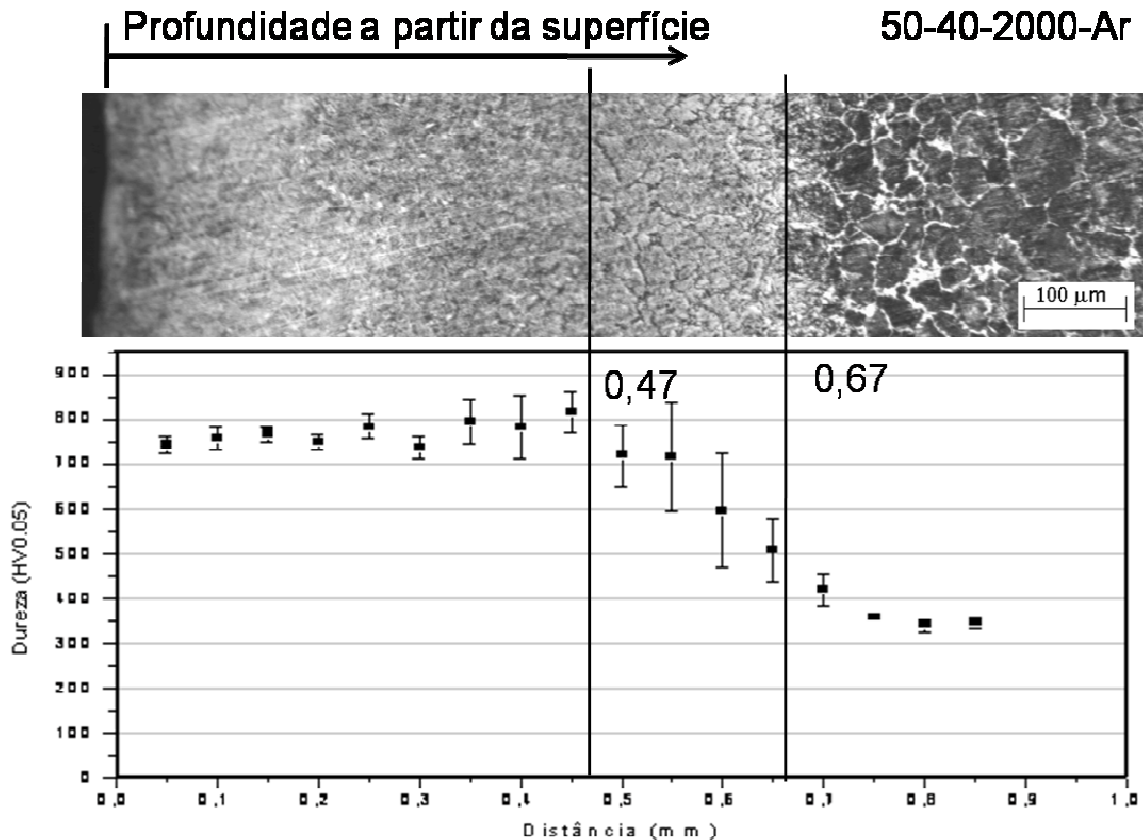 Profundidade a partir da superfície 50-40-2000-Ar
100 µm
0,47 0,67
900
800
700
600
500
400
300
200
100
0
Dureza (HV0.05)
0,0 0,1 0,2 0,3 0,4 0,5 0,6 0,7 0,8 0,9 1,0
Distância (mm)